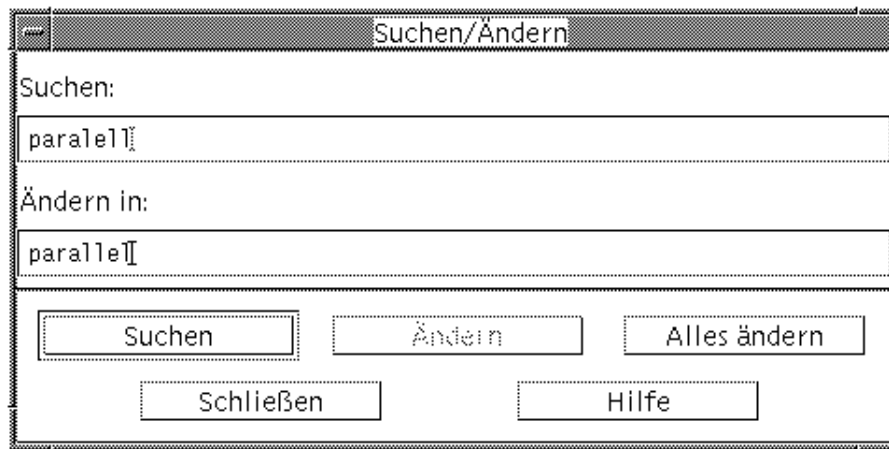 Suchen/Ändern
Suchen:
paralell
Ändern in:
parallel
Suchen Ändern Alles ändern
Schließen Hilfe